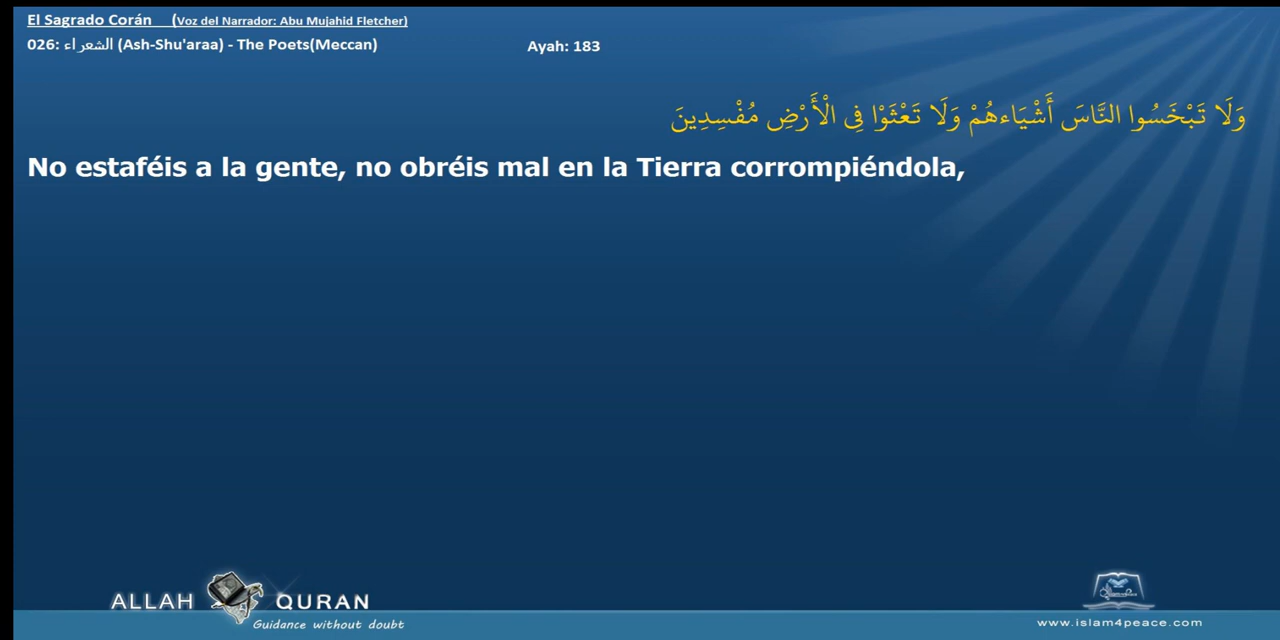 El Sagrado Corán (Voz del Narrador: Abu Mujahid Fletcher)
026: الشعراء (Ash-Shu'araa) - The Poets(Meccan) Ayah: 183
وَلَا تَبْخَسُوا النَّاسَ أَشْيَاءهُمْ وَلَا تَعْثَوْا فِي الْأَرْضِ مُفْسِدِينَ
No estaféis a la gente, no obréis mal en la Tierra corrompiéndola,
ALLAH QURAN
Guidance without doubt
www.islam4peace.com